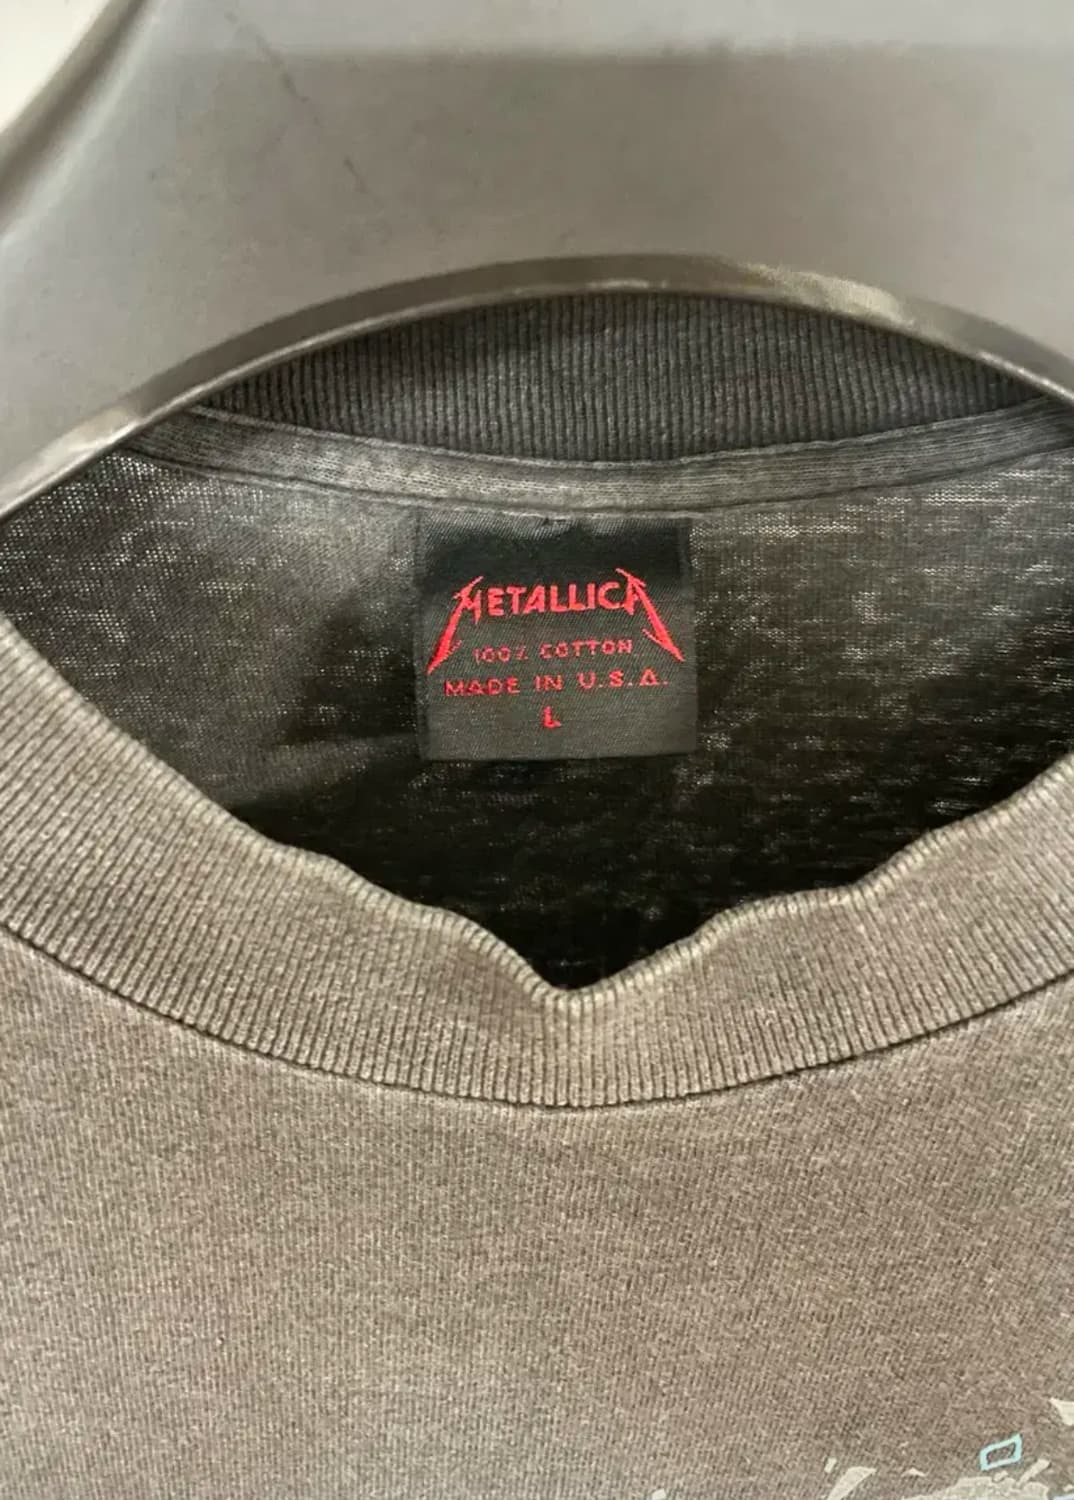 METALLICA
100% COTTON
MADE IN U.S.A.
L